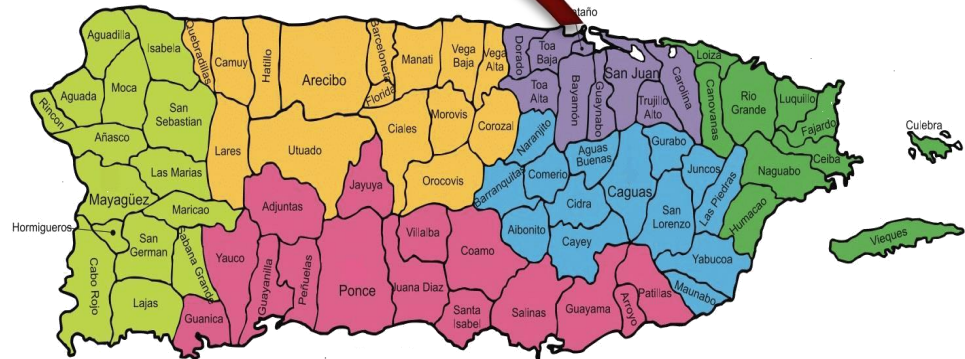 Aguadilla
Isabela
Quebradillas
Camuy
Hatillo
Arecibo
Barceloneta
Florida
Manati
Vega
Baja
Vega
Alta
Dorado
Toa
Baja
Toa
Alta
Bayamón
Guaynabo
San Juan
Trujillo
Alto
Carolina
Loiza
Canovanas
Rio
Grande
Luquillo
Fajardo
Ceiba
Culebra
Vieques
Naguabo
Humacao
Rincon
Aguada
Moca
San
Sebastian
Añasco
Las Marias
Mayagüez
Maricao
Hormigueros
San
German
Sabana Grande
Cabo Rojo
Lajas
Lares
Utuado
Ciales
Morovis
Corozal
Orocovis
Naranjito
Barranquitas
Comerio
Aguas
Buenas
Cidra
Caguas
Gurabo
Juncos
Las Piedras
San
Lorenzo
Aibonito
Cayey
Yabucoa
Maunabo
Adjuntas
Jayuya
Yauco
Guanica
Guayanilla
Peñuelas
Ponce
Villalba
Juana Diaz
Coamo
Santa
Isabel
Salinas
Guayama
Arroyo
Patillas